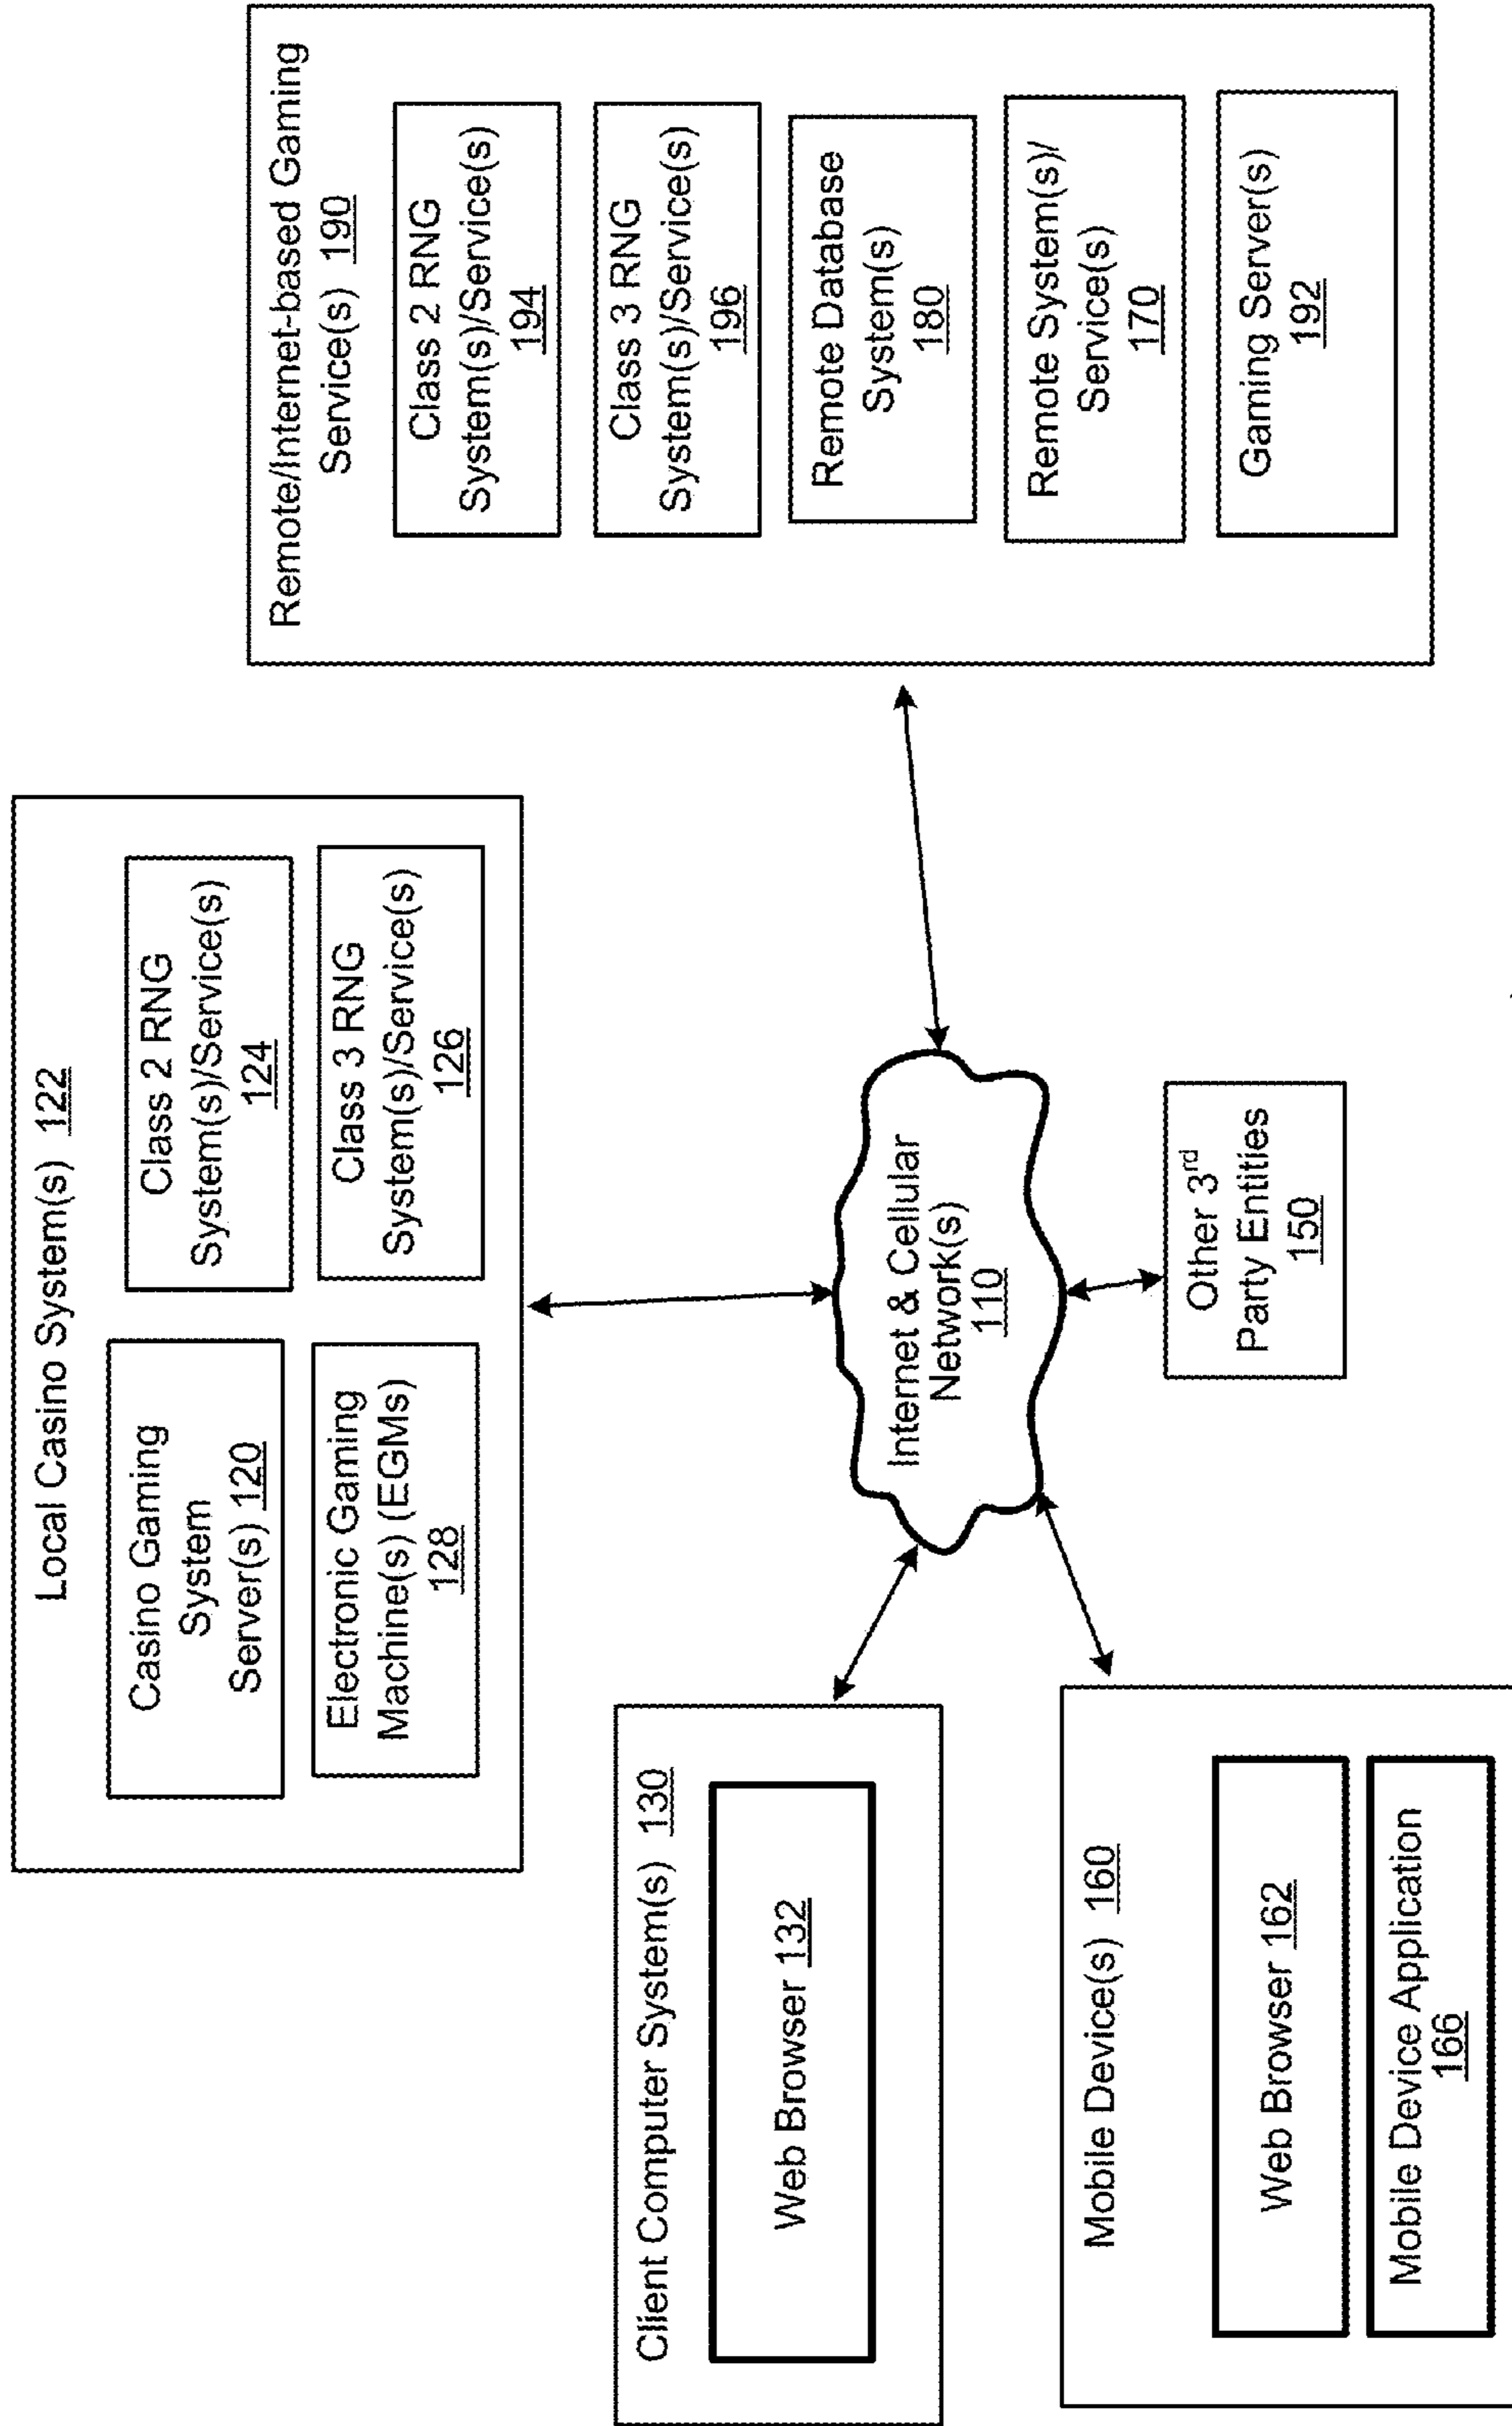 Local Casino System(s) 122
Casino Gaming
System
Server(s) 120
Class 2 RNG
System(s)/Service(s)
124
Electronic Gaming
Machine(s) (EGMs)
128
Class 3 RNG
System(s)/Service(s)
126
Remote/Internet-based Gaming
Service(s) 190
Class 2 RNG
System(s)/Service(s)
194
Class 3 RNG
System(s)/Service(s)
196
Remote Database
System(s)
180
Remote System(s)/
Service(s)
170
Gaming Server(s)
192
Client Computer System(s) 130
Web Browser 132
Internet & Cellular
Network(s)
110
Mobile Device(s) 160
Web Browser 162
Mobile Device Application
166
Other 3rd
Party Entities
150